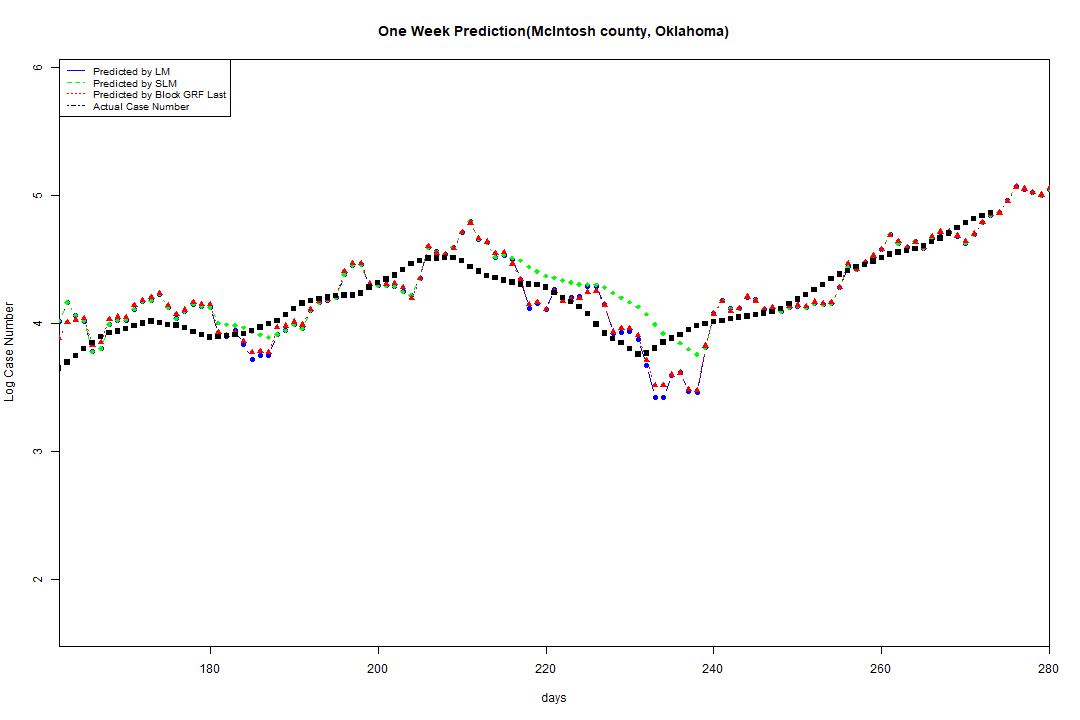 One Week Prediction(McIntosh county, Oklahoma)
Predicted by LM
Predicted by SLM
Predicted by Block GRF Last
Actual Case Number
6
5
4
3
2
Log Case Number
180
200
220
240
260
280
days